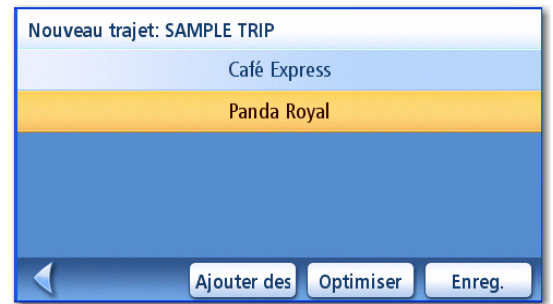 Nouveau trajet: SAMPLE TRIP
Café Express
Panda Royal
Ajouter des Optimiser Enreg.